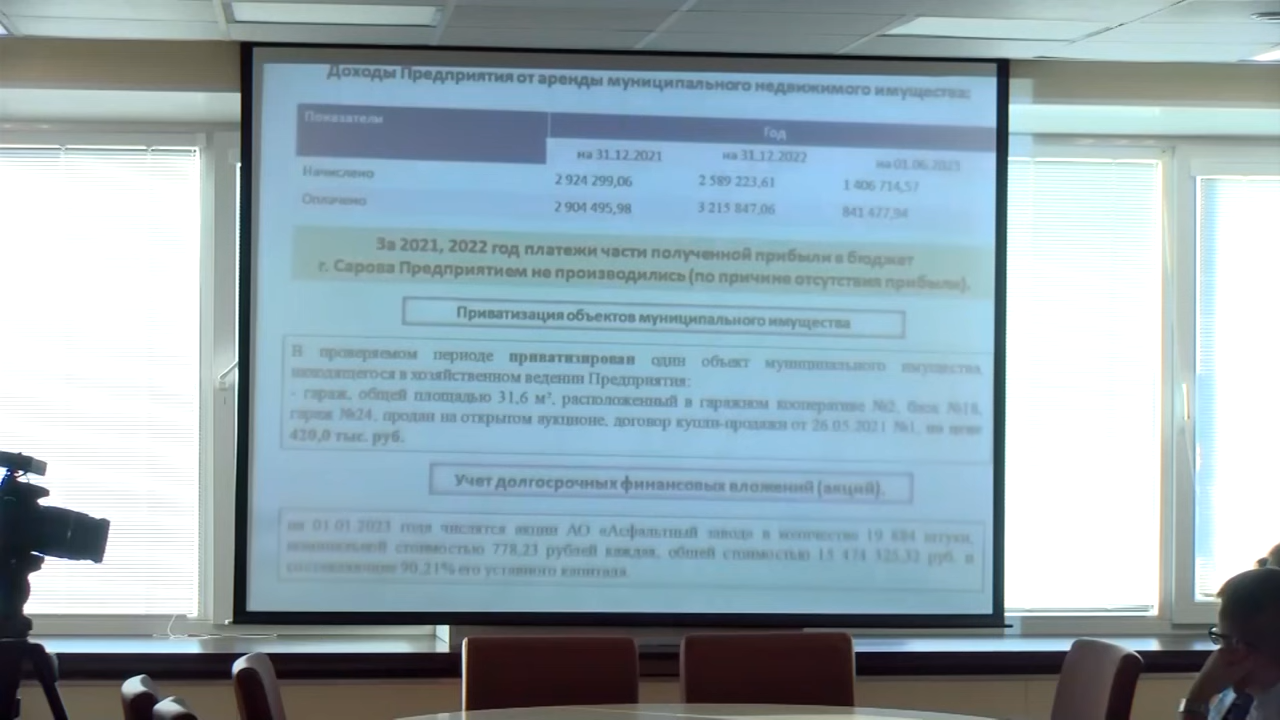 Доходы Предприятия от аренды муниципального недвижимого имущества:
Показатели Год
на 31.12.2021 на 31.12.2022 на 01.06.2023
Начислено 2 924 299,06 2 589 223,61 1 406 714,57
Оплачено 2 904 495,98 3 215 847,06 841 477,94
За 2021, 2022 год платежи части полученной прибыли в бюджет
г. Сарова Предприятием не производились (по причине отсутствия прибыли).
Приватизация объектов муниципального имущества
В проверяемом периоде приватизирован один объект муниципального имущества,
находящегося в хозяйственном ведении Предприятия:
- гараж, общей площадью 31,6 м², расположенный в гаражном кооперативе №2, блок №18,
гараж №24, продан на открытом аукционе, договор купли-продажи от 26.05.2021 №1, по цене
420,0 тыс. руб.
Учет долгосрочных финансовых вложений (акций).
на 01.01.2023 года числятся акции АО «Асфальтный завод» в количестве 19 884 штуки,
номинальной стоимостью 778,23 рублей каждая, общей стоимостью 15 474 325,32 руб. и
составляющие 90,21% его уставного капитала.